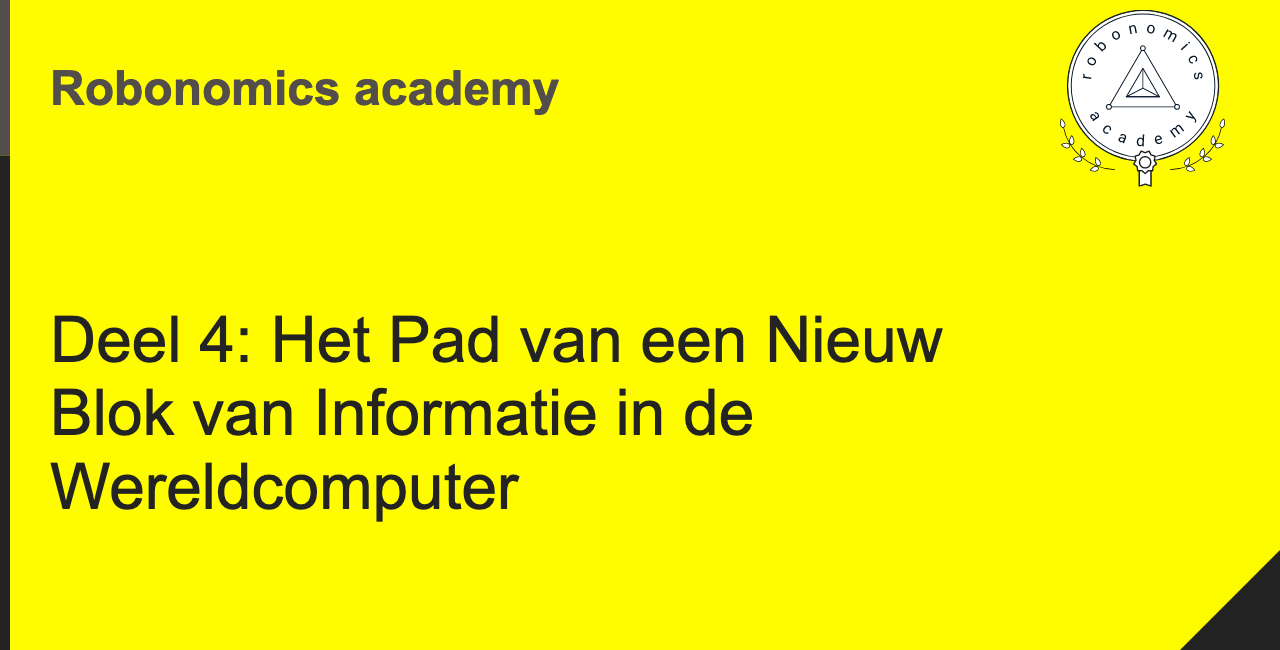 Robonomics academy
robonomics
academy
Deel 4: Het Pad van een Nieuw
Blok van Informatie in de
Wereldcomputer